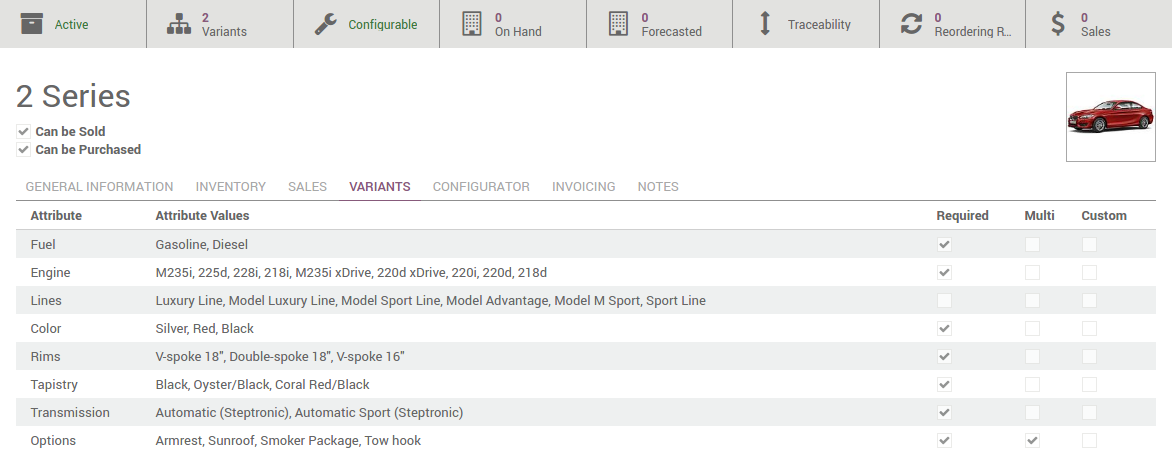 Active
2
Variants
Configurable
0
On Hand
0
Forecasted
Traceability
0
Reordering R...
0
Sales
2 Series
Can be Sold
Can be Purchased
GENERAL INFORMATION INVENTORY SALES VARIANTS CONFIGURATOR INVOICING NOTES
Attribute Attribute Values Required Multi Custom
Fuel Gasoline, Diesel
Engine M235i, 225d, 228i, 218i, M235i xDrive, 220d xDrive, 220i, 220d, 218d
Lines Luxury Line, Model Luxury Line, Model Sport Line, Model Advantage, Model M Sport, Sport Line
Color Silver, Red, Black
Rims V-spoke 18", Double-spoke 18", V-spoke 16"
Tapistry Black, Oyster/Black, Coral Red/Black
Transmission Automatic (Steptronic), Automatic Sport (Steptronic)
Options Armrest, Sunroof, Smoker Package, Tow hook